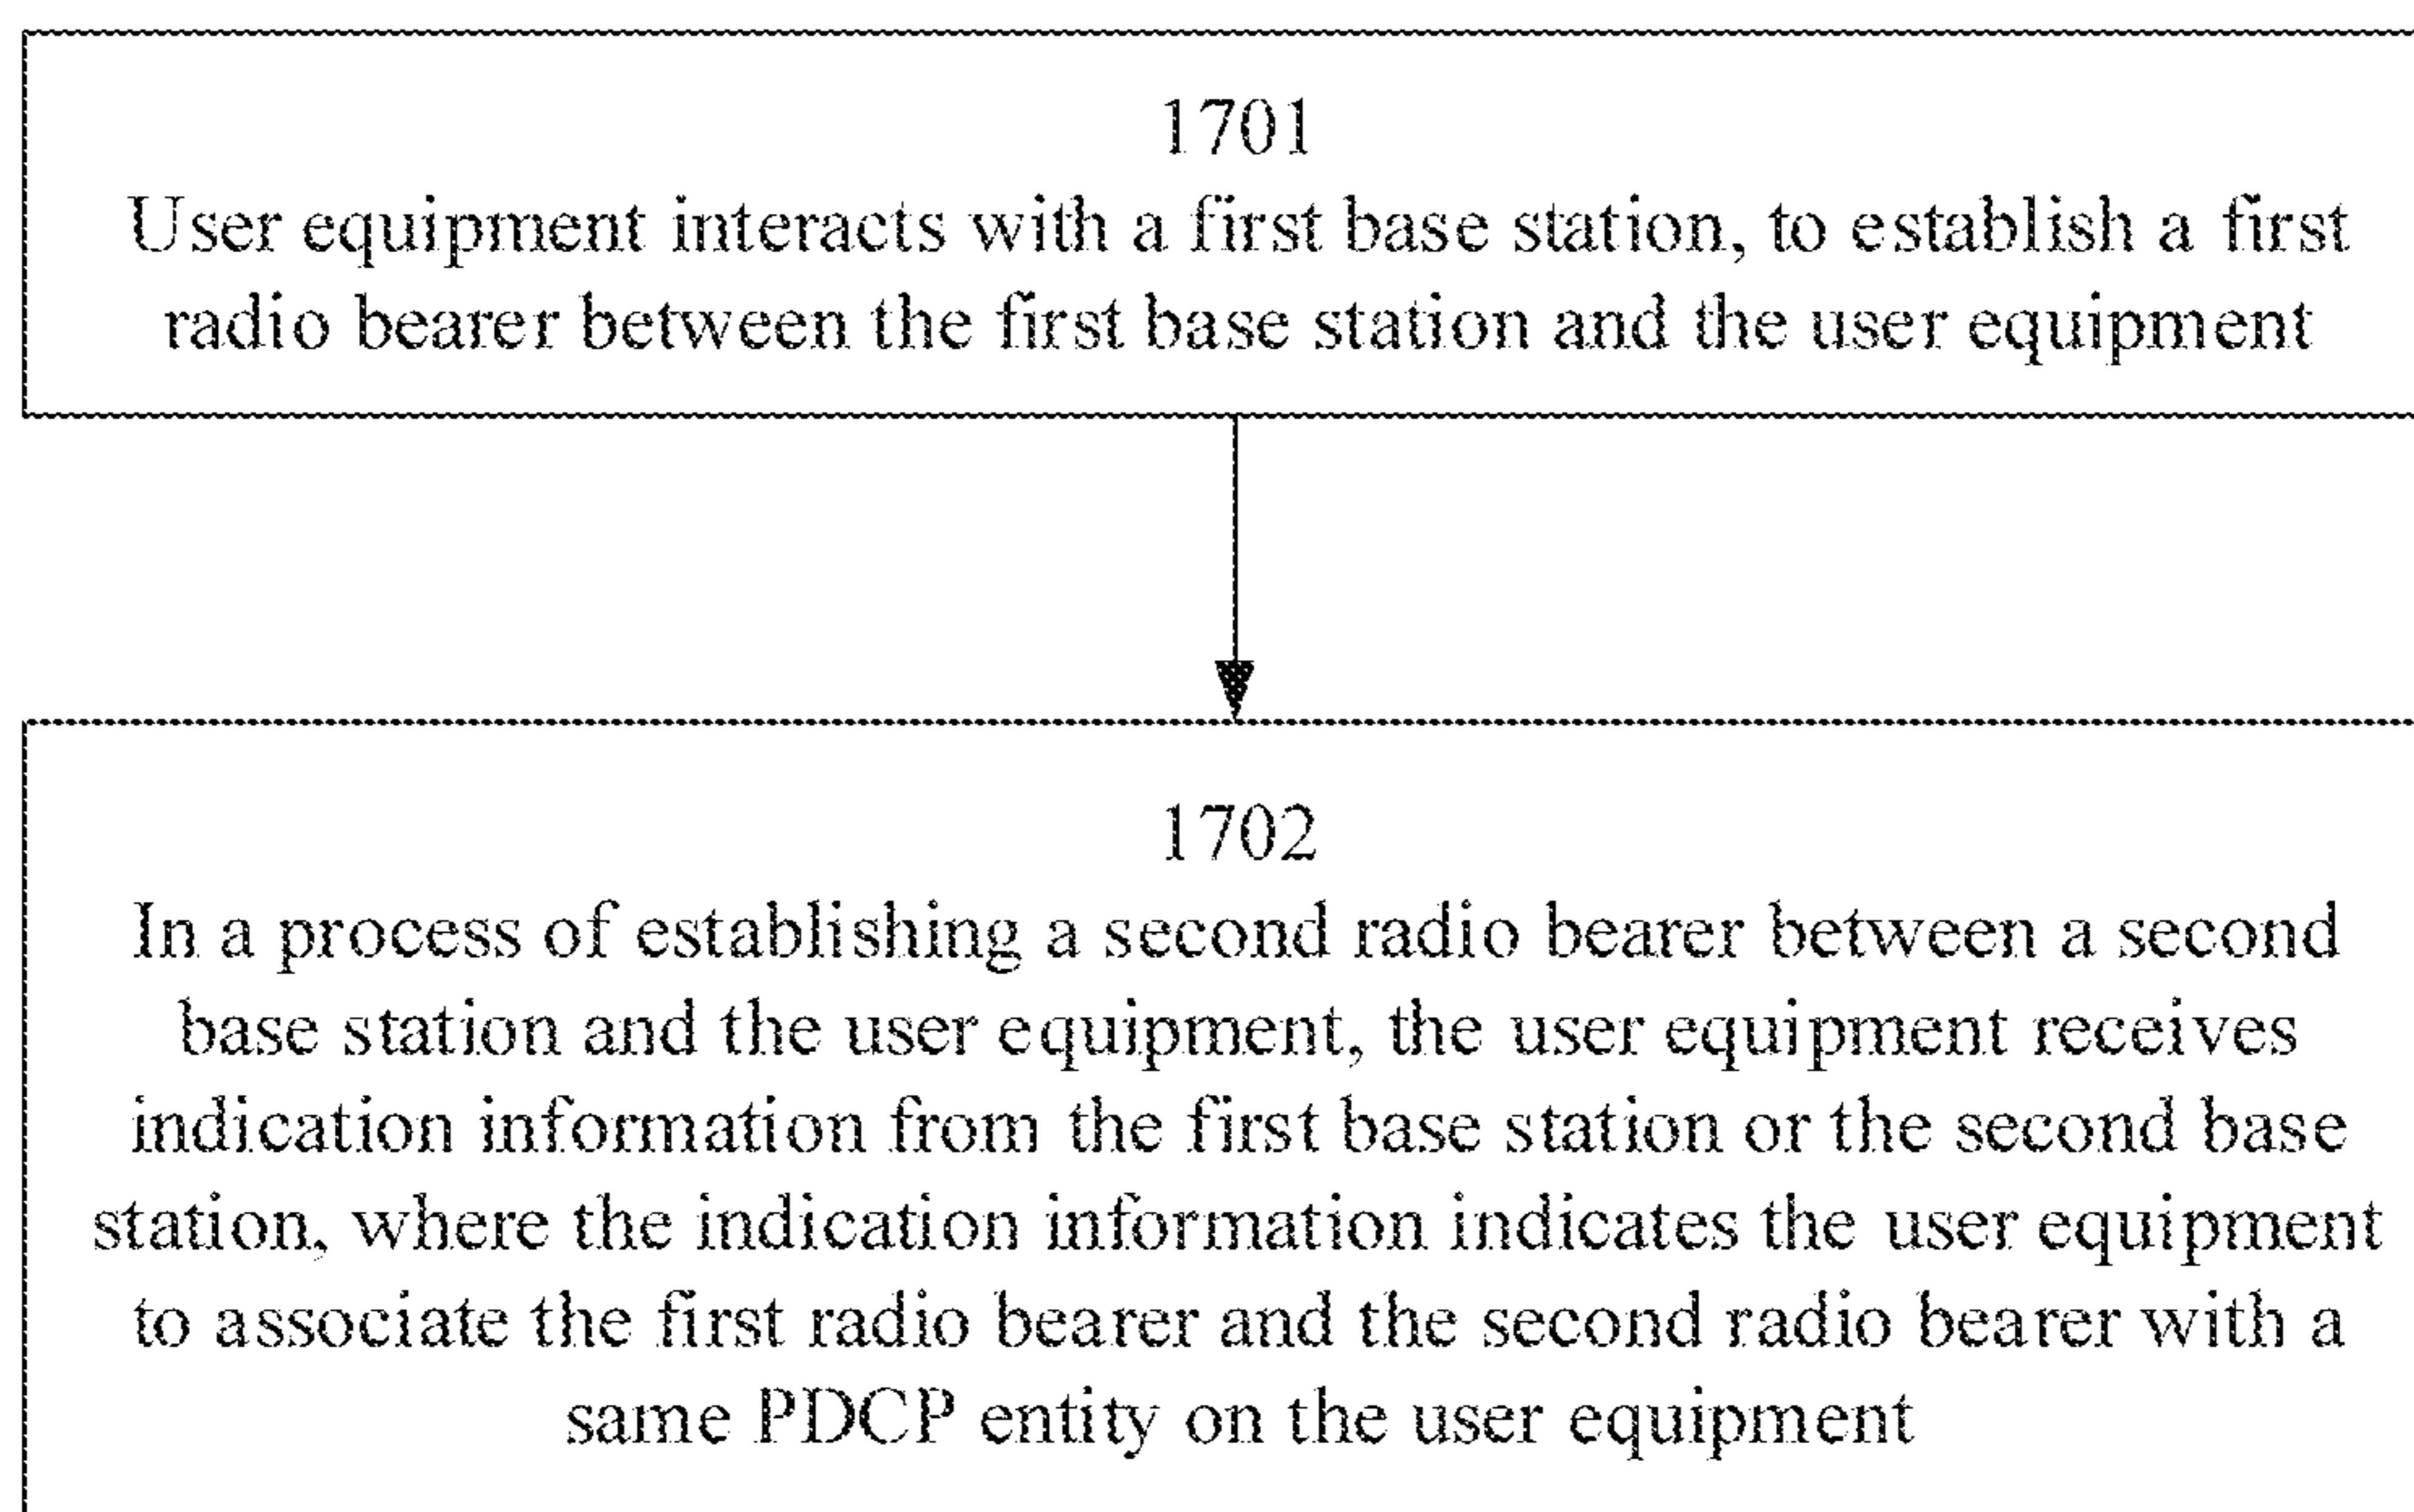 1701
User equipment interacts with a first base station, to establish a first
radio bearer between the first base station and the user equipment
1702
In a process of establishing a second radio bearer between a second
base station and the user equipment, the user equipment receives
indication information from the first base station or the second base
station, where the indication information indicates the user equipment
to associate the first radio bearer and the second radio bearer with a
same PDCP entity on the user equipment